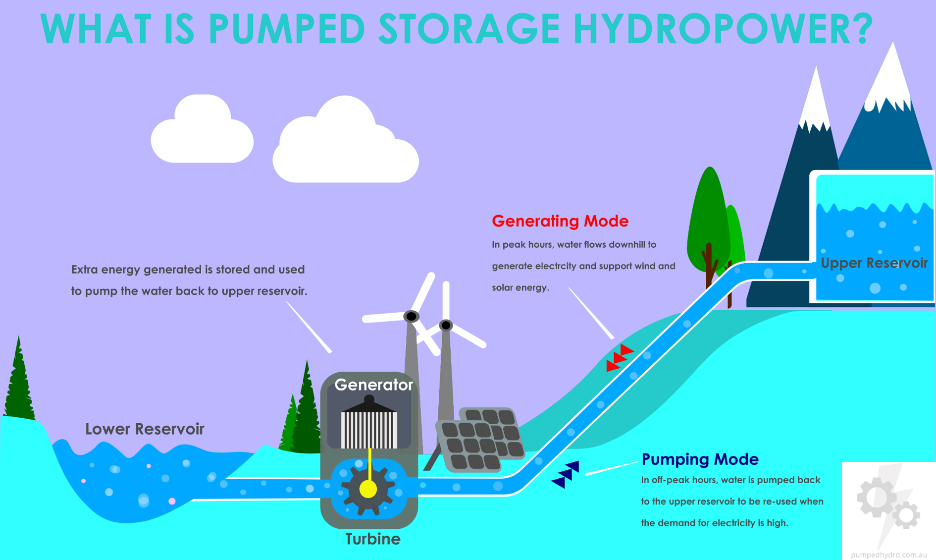 WHAT IS PUMPED STORAGE HYDROPOWER?
Generating Mode
In peak hours, water flows downhill to
generate electrcity and support wind and
solar energy.
Upper Reservoir
Extra energy generated is stored and used
to pump the water back to upper reservoir.
Generator
Lower Reservoir
Pumping Mode
In off-peak hours, water is pumped back
to the upper reservoir to be re-used when
the demand for electricity is high.
Turbine
pumpedhydro.com.au